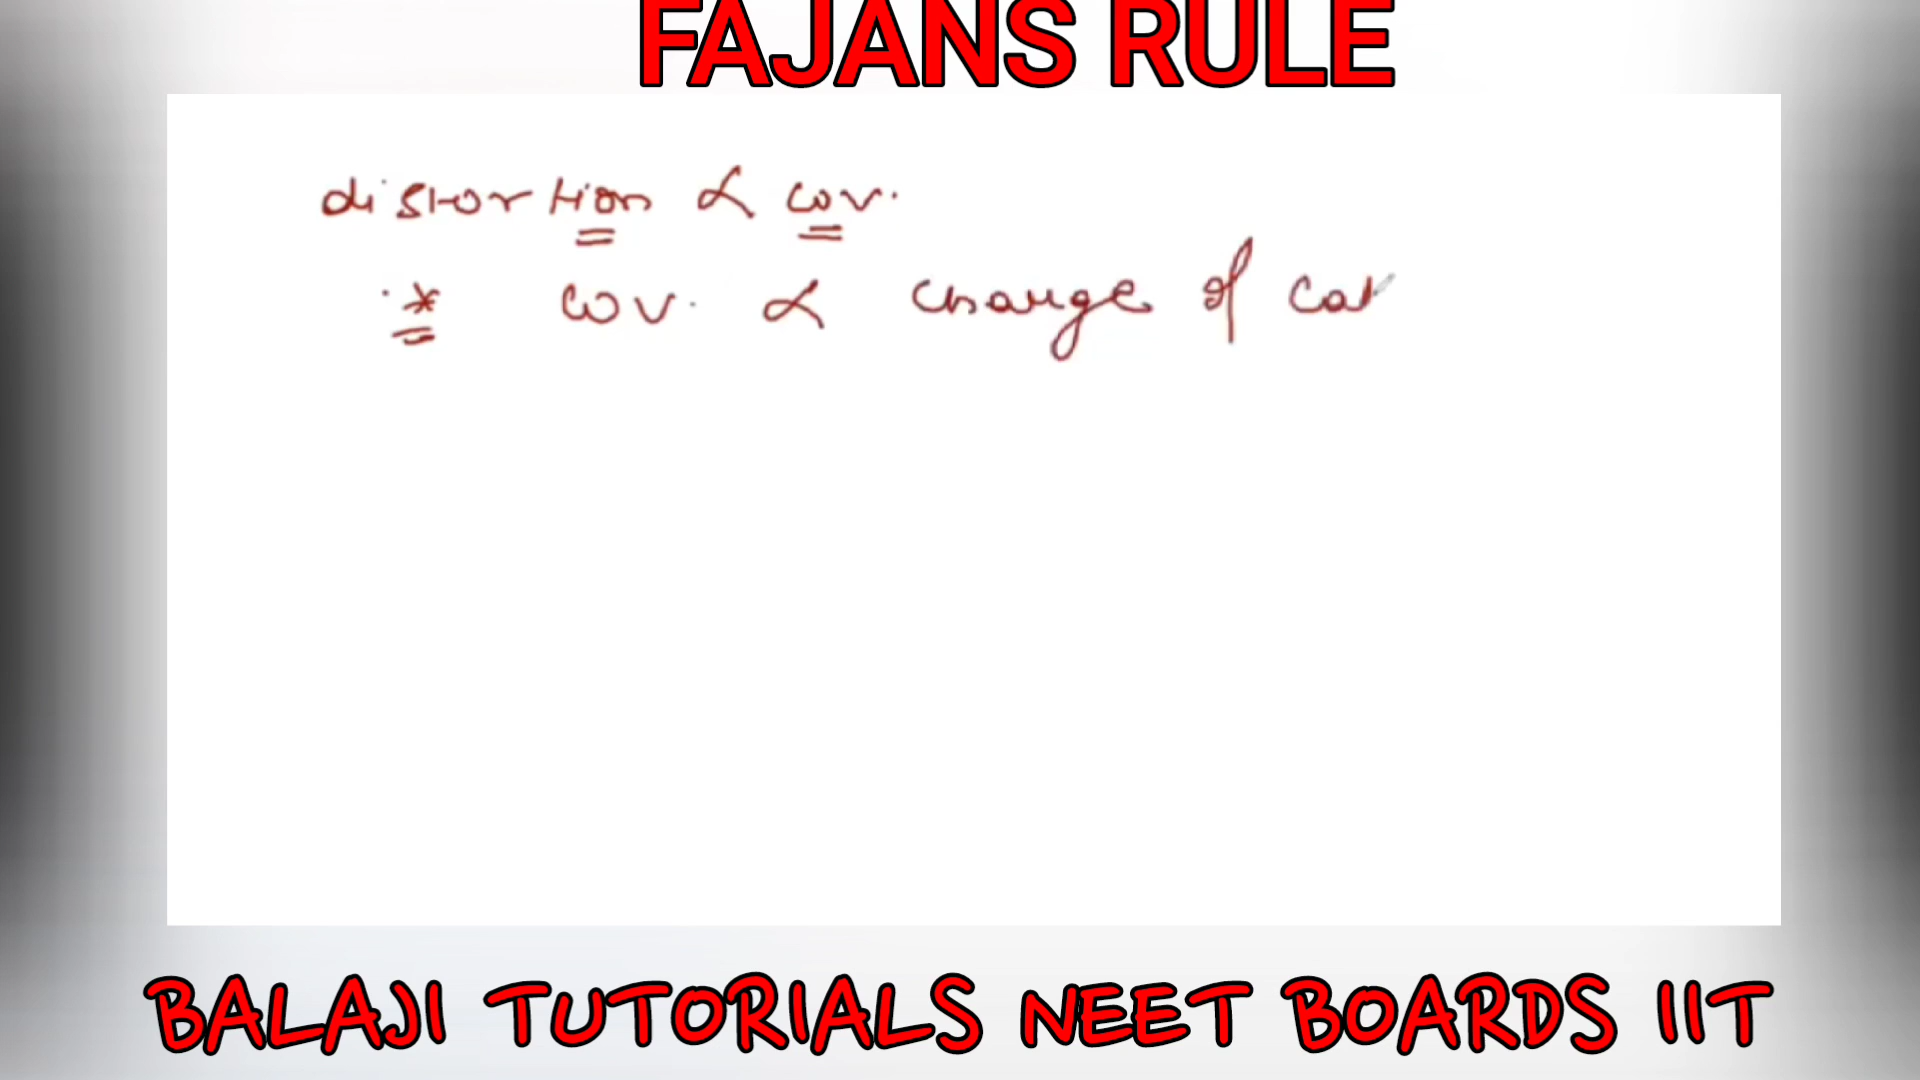 FAJANS RULE
distortion ∝ cov.
* cov. ∝ charge of cat
BALAJI TUTORIALS NEET BOARDS IIT